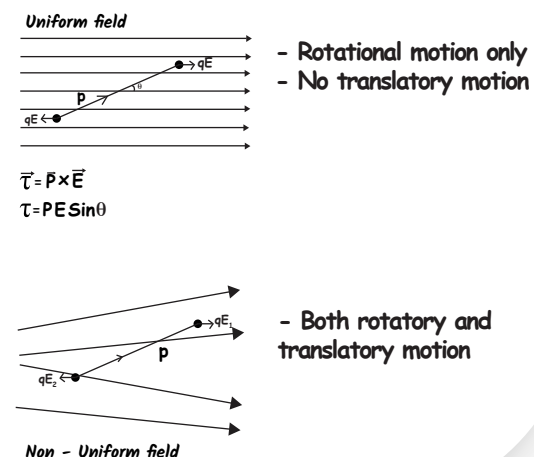 Uniform field
qE
θ
p
qE
- Rotational motion only
- No translatory motion
τ⃗ = p⃗ × E⃗
τ = PE Sinθ
qE₁
p
qE₂
- Both rotatory and
translatory motion
Non - Uniform field